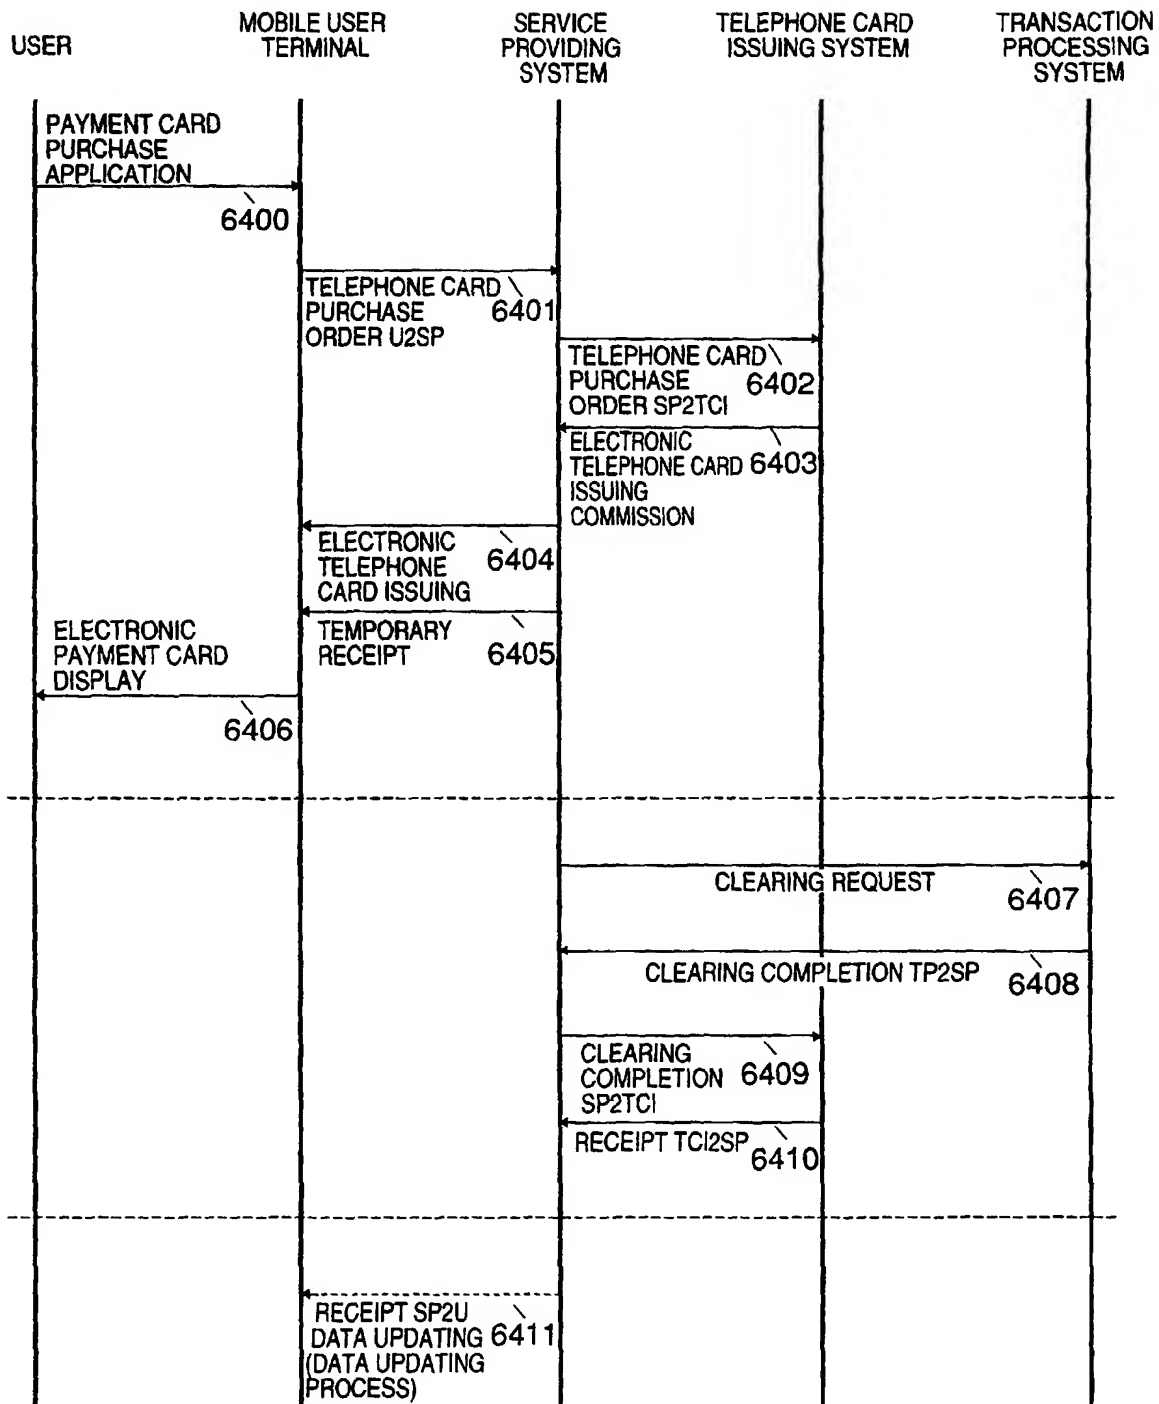 USER
MOBILE USER
TERMINAL
SERVICE
PROVIDING
SYSTEM
TELEPHONE CARD
ISSUING SYSTEM
TRANSACTION
PROCESSING
SYSTEM
PAYMENT CARD
PURCHASE
APPLICATION
6400
TELEPHONE CARD
PURCHASE
ORDER U2SP
6401
TELEPHONE CARD
PURCHASE
ORDER SP2TCI
6402
ELECTRONIC
TELEPHONE CARD
ISSUING
COMMISSION
6403
ELECTRONIC
TELEPHONE
CARD ISSUING
6404
TEMPORARY
RECEIPT
6405
ELECTRONIC
PAYMENT CARD
DISPLAY
6406
CLEARING REQUEST
6407
CLEARING COMPLETION TP2SP
6408
CLEARING
COMPLETION
SP2TCI
6409
RECEIPT TCI2SP
6410
RECEIPT SP2U
DATA UPDATING
(DATA UPDATING
PROCESS)
6411